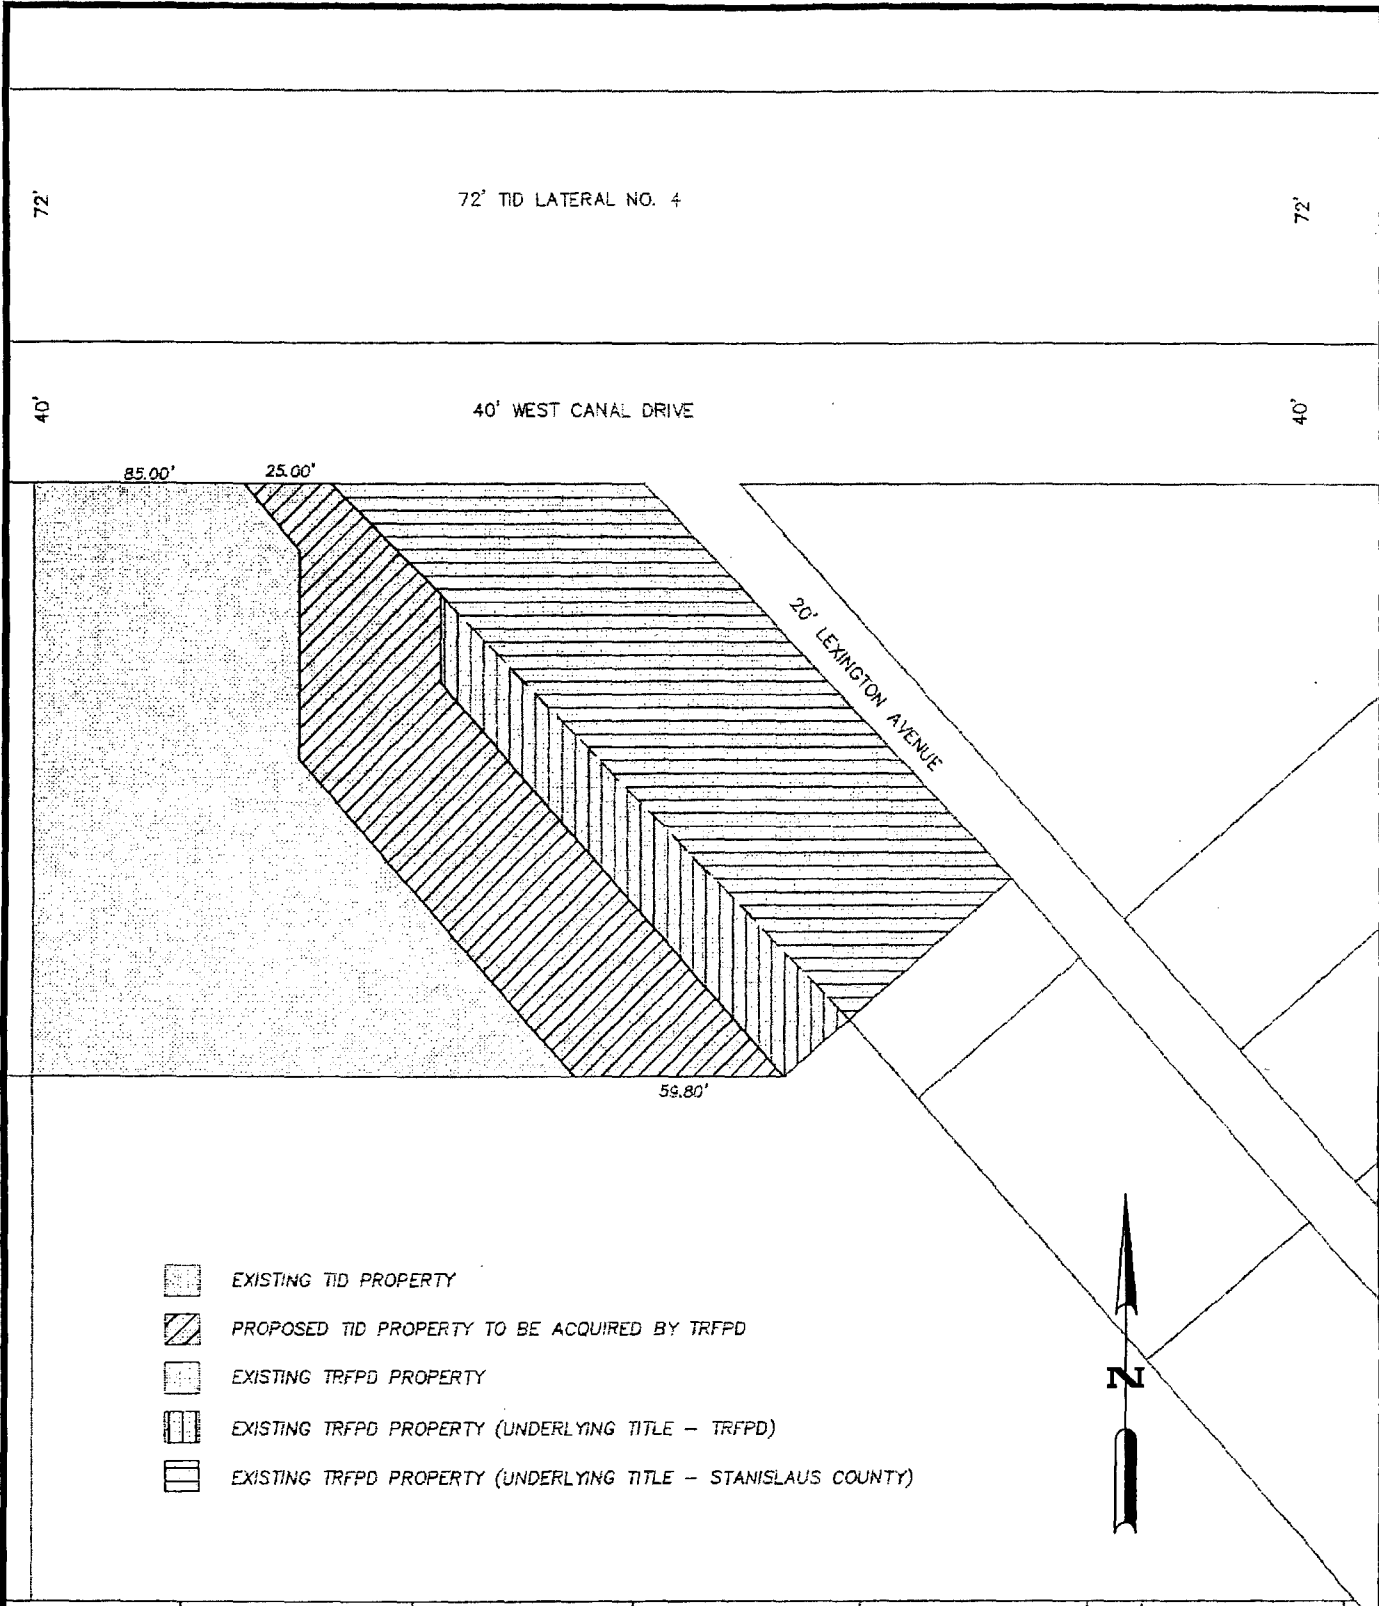 72' TID LATERAL NO. 4
72'
72'
40' WEST CANAL DRIVE
40'
40'
85.00'
25.00'
20' LEXINGTON AVENUE
59.80'
EXISTING TID PROPERTY
PROPOSED TID PROPERTY TO BE ACQUIRED BY TRFPD
EXISTING TRFPD PROPERTY
EXISTING TRFPD PROPERTY (UNDERLYING TITLE - TRFPD)
EXISTING TRFPD PROPERTY (UNDERLYING TITLE - STANISLAUS COUNTY)
N